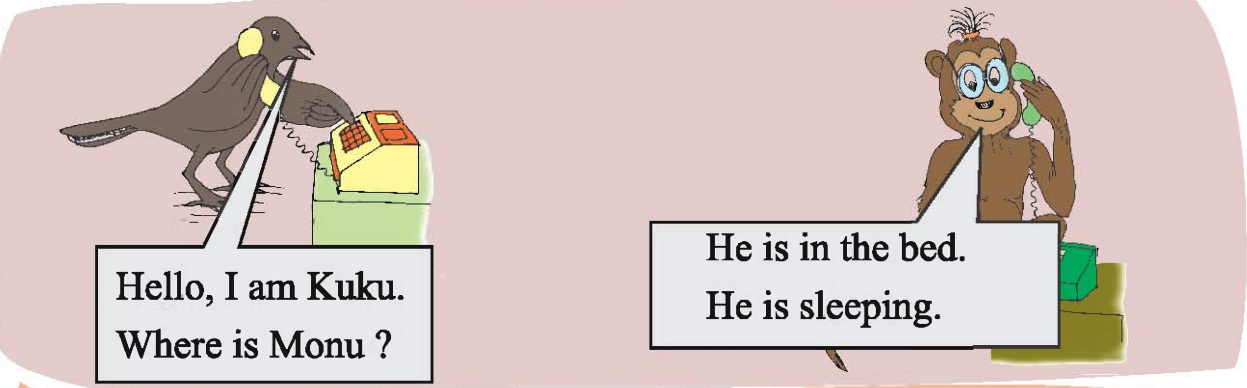 Hello, I am Kuku.
Where is Monu ?
He is in the bed.
He is sleeping.